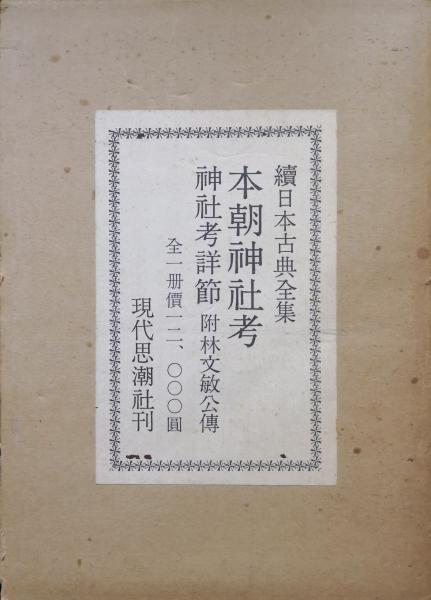 續日本古典全集
本朝神社考
神社考詳節 附林文敏公傳
全一册價一二、〇〇〇圓
現代思潮社刊